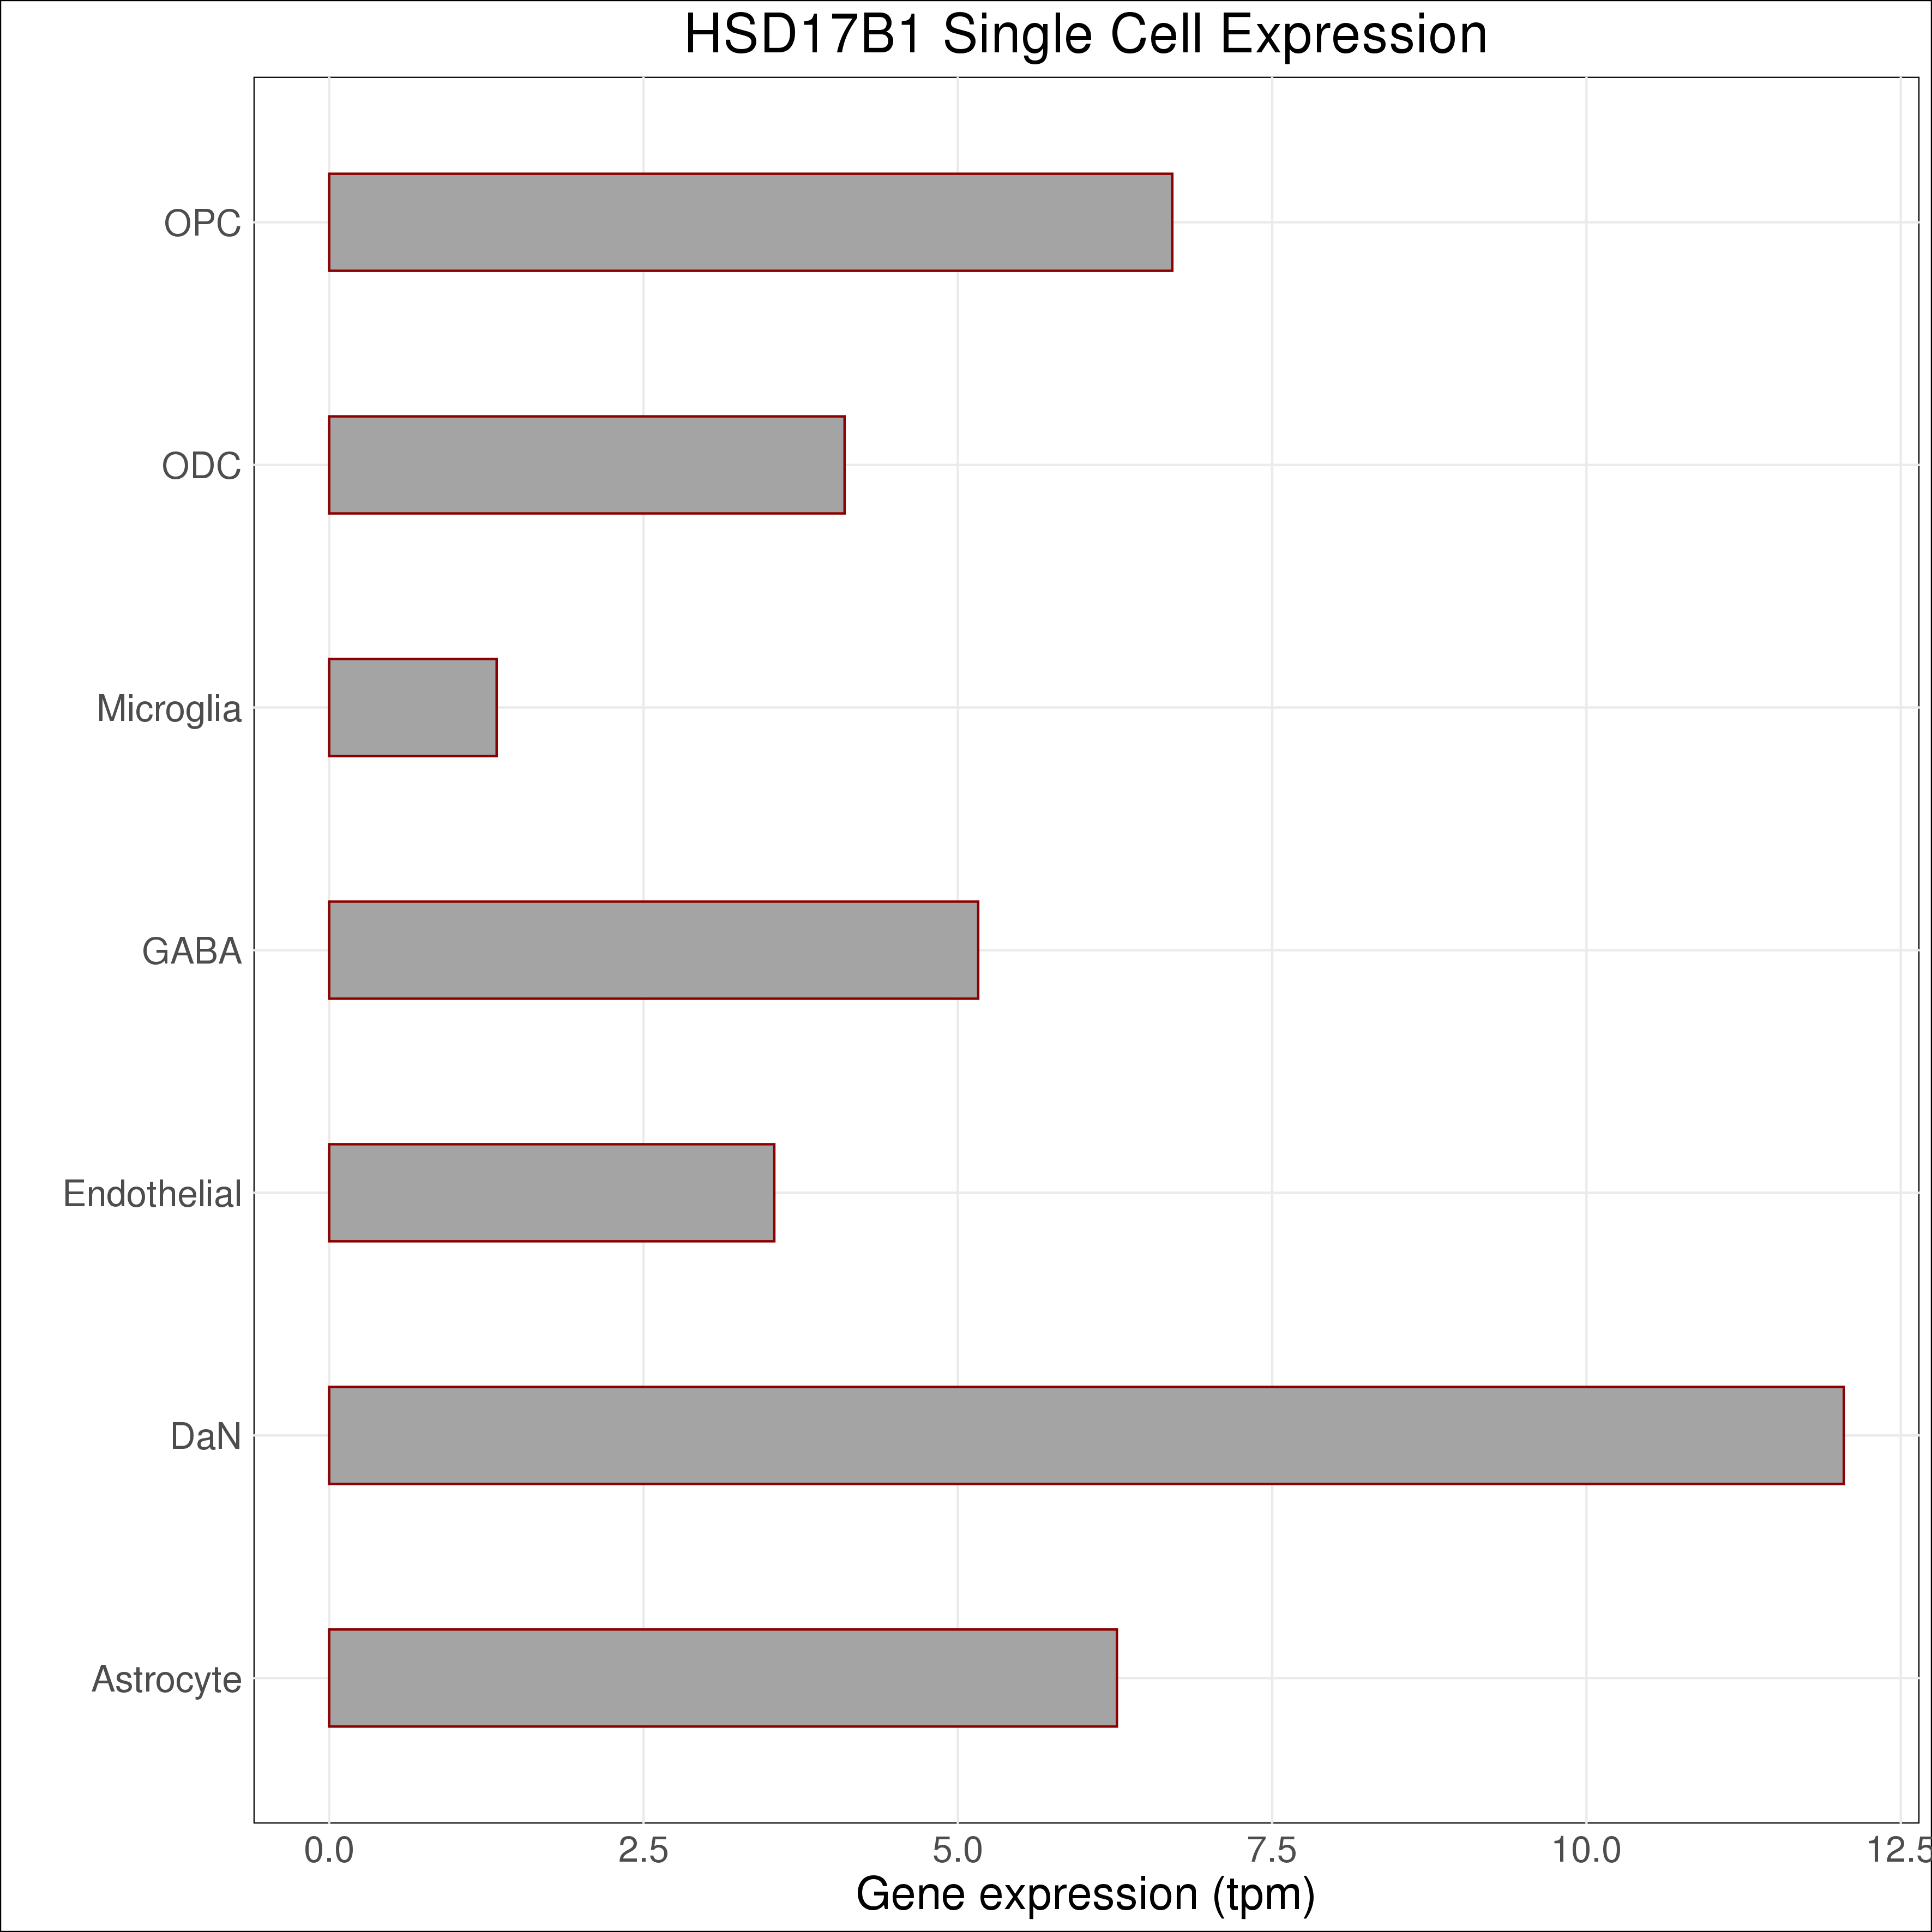 HSD17B1 Single Cell Expression
OPC
ODC
Microglia
GABA
Endothelial
DaN
Astrocyte
0.0 2.5 5.0 7.5 10.0 12.5
Gene expression (tpm)